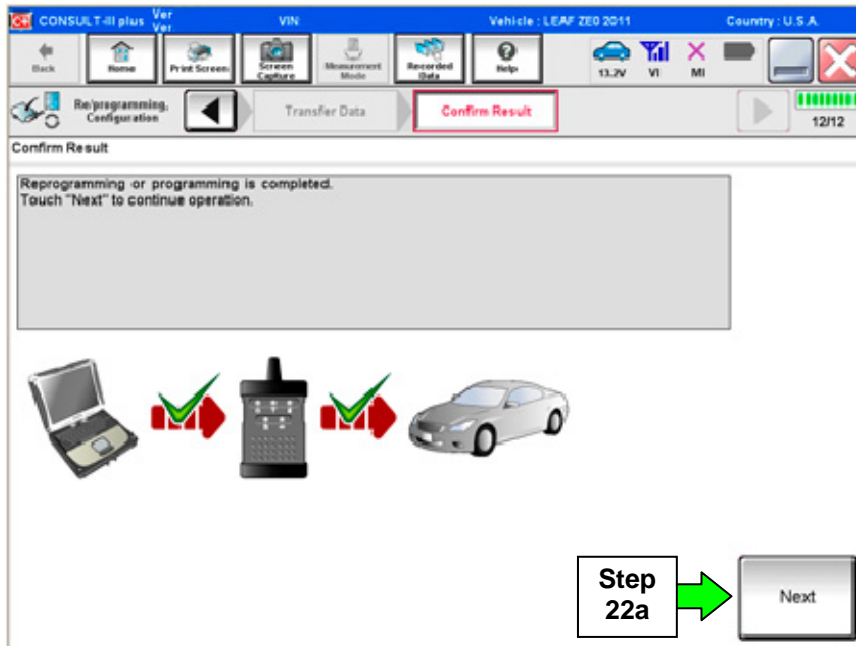 CONSULT-III plus Ver
Ver
VIN:
Vehicle : LEAF ZE0 2011
Country : U.S.A.
Back
Home
Print Screen
Screen Capture
Measurement Mode
Recorded Data
Help
13.2V
VI
MI
Re/programming, Configuration
Transfer Data
Confirm Result
12/12
Comfirm Result
Reprogramming or programming is completed.
Touch "Next" to continue operation.
Step
22a
Next